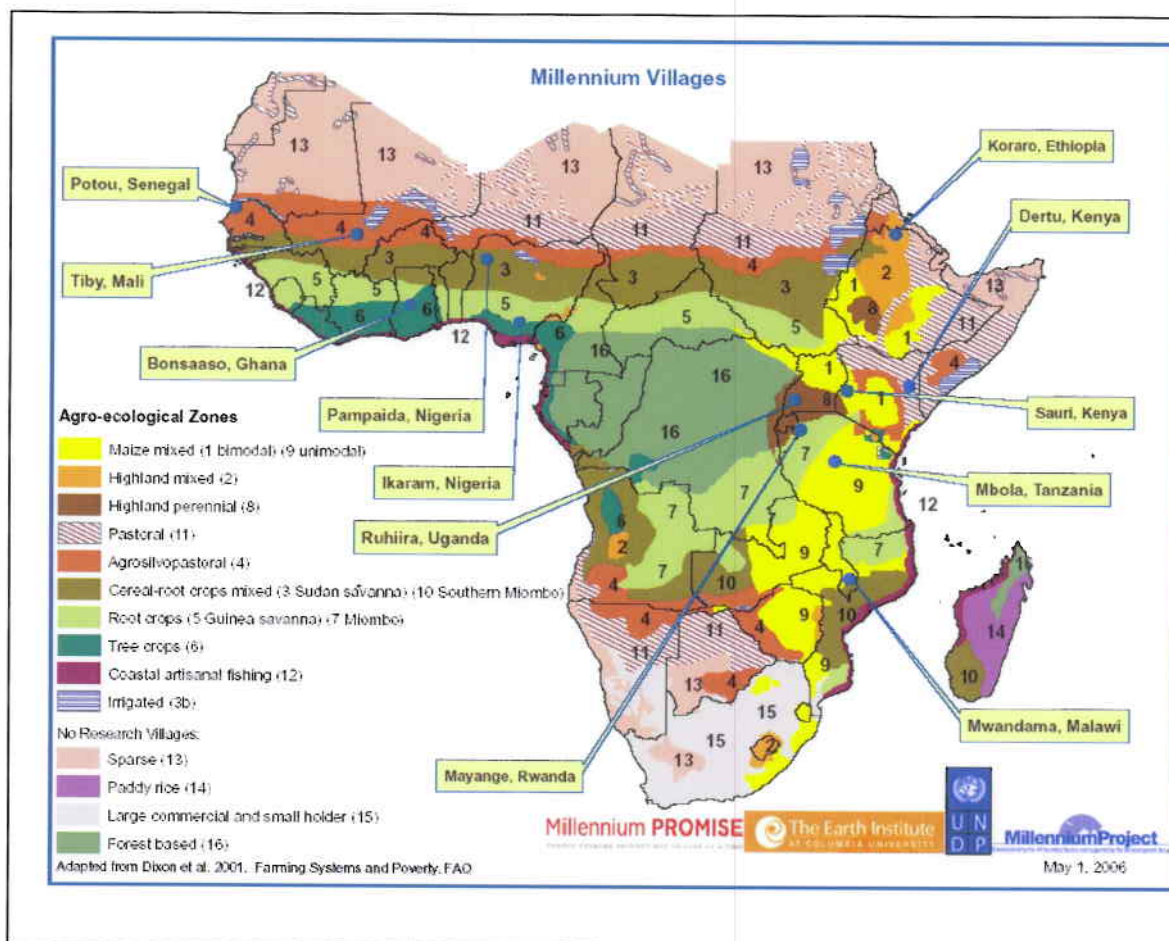 Millennium Villages
Koraro, Ethiopia
Potou, Senegal
Dertu, Kenya
Tiby, Mali
Bonsaaso, Ghana
Pampaida, Nigeria
Sauri, Kenya
Ikaram, Nigeria
Mbola, Tanzania
Ruhiira, Uganda
Mwandama, Malawi
Mayange, Rwanda
13
13
13
13
11
11
11
4
4
4
4
3
3
3
3
5
5
5
5
5
6
6
6
12
12
1
2
8
1
13
11
4
16
16
16
1
8
1
7
9
12
7
7
6
2
4
7
10
9
7
10
9
4
11
4
11
13
4
9
15
15
13
2
16
14
10
Agro-ecological Zones
Maize mixed (1 bimodal) (9 unimodal)
Highland mixed (2)
Highland perennial (8)
Pastoral (11)
Agrosilvopastoral (4)
Cereal-root crops mixed (3 Sudan savanna) (10 Southern Miombo)
Root crops (5 Guinea savanna) (7 Miombo)
Tree crops (6)
Coastal artisanal fishing (12)
Irrigated (3b)
No Research Villages:
Sparse (13)
Paddy rice (14)
Large commercial and small holder (15)
Forest based (16)
Adapted from Dixon et al. 2001. Farming Systems and Poverty. FAO
Millennium PROMISE
The Earth Institute
AT COLUMBIA UNIVERSITY
U N
D P
MillenniumProject
May 1, 2006